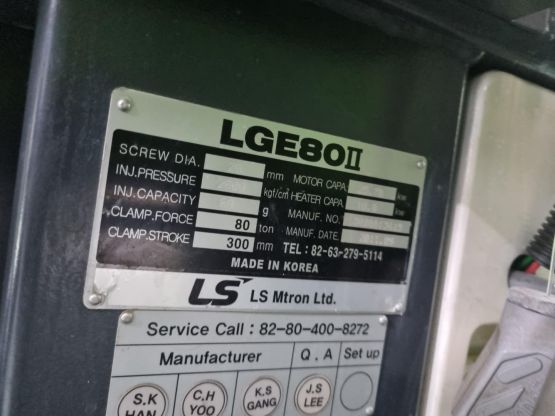 LGE80II
SCREW DIA. mm MOTOR CAPA. kw
INJ.PRESSURE kgf/cm² HEATER CAPA. kw
INJ.CAPACITY g MANUF. NO.
CLAMP.FORCE 80 ton MANUF. DATE
CLAMP.STROKE 300 mm TEL : 82-63-279-5114
MADE IN KOREA
LS LS Mtron Ltd.
Service Call : 82-80-400-8272
Manufacturer Q . A Set up
S.K HAN C.H YOO K.S GANG J.S LEE